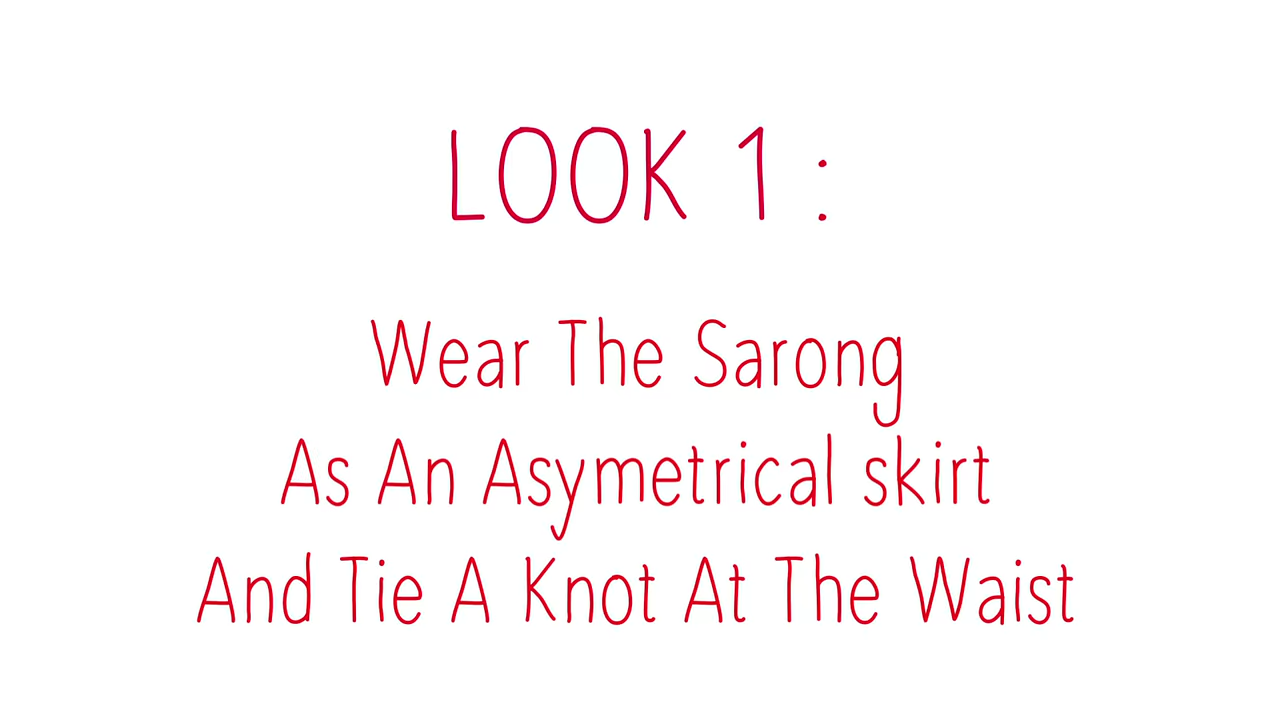 LOOK 1 :
Wear The Sarong
As An Asymetrical skirt
And Tie A Knot At The Waist